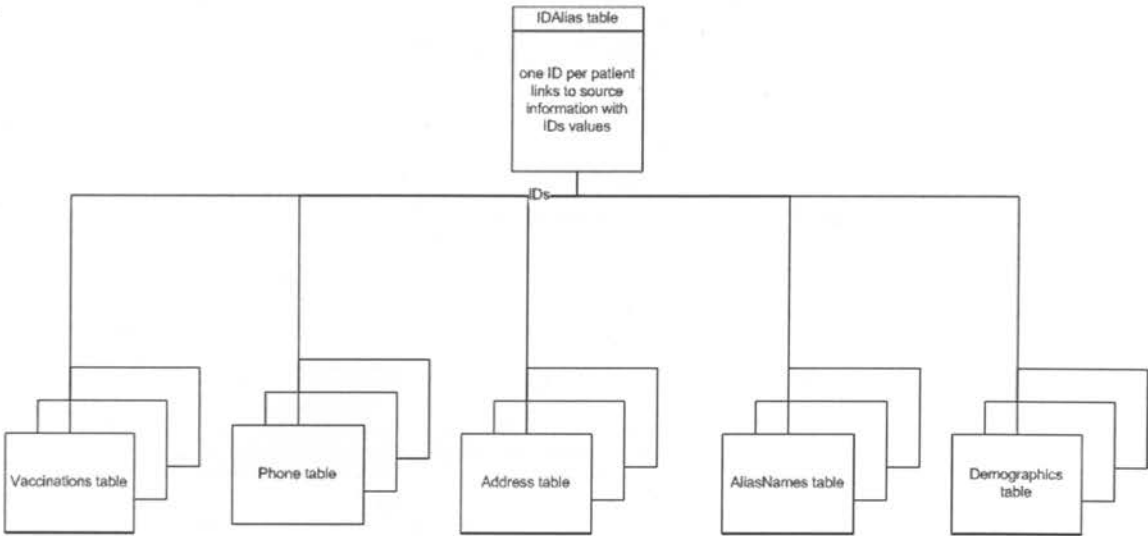 IDAlias table
one ID per patient
links to source
information with
IDs values
IDs
Vaccinations table
Phone table
Address table
AliasNames table
Demographics
table